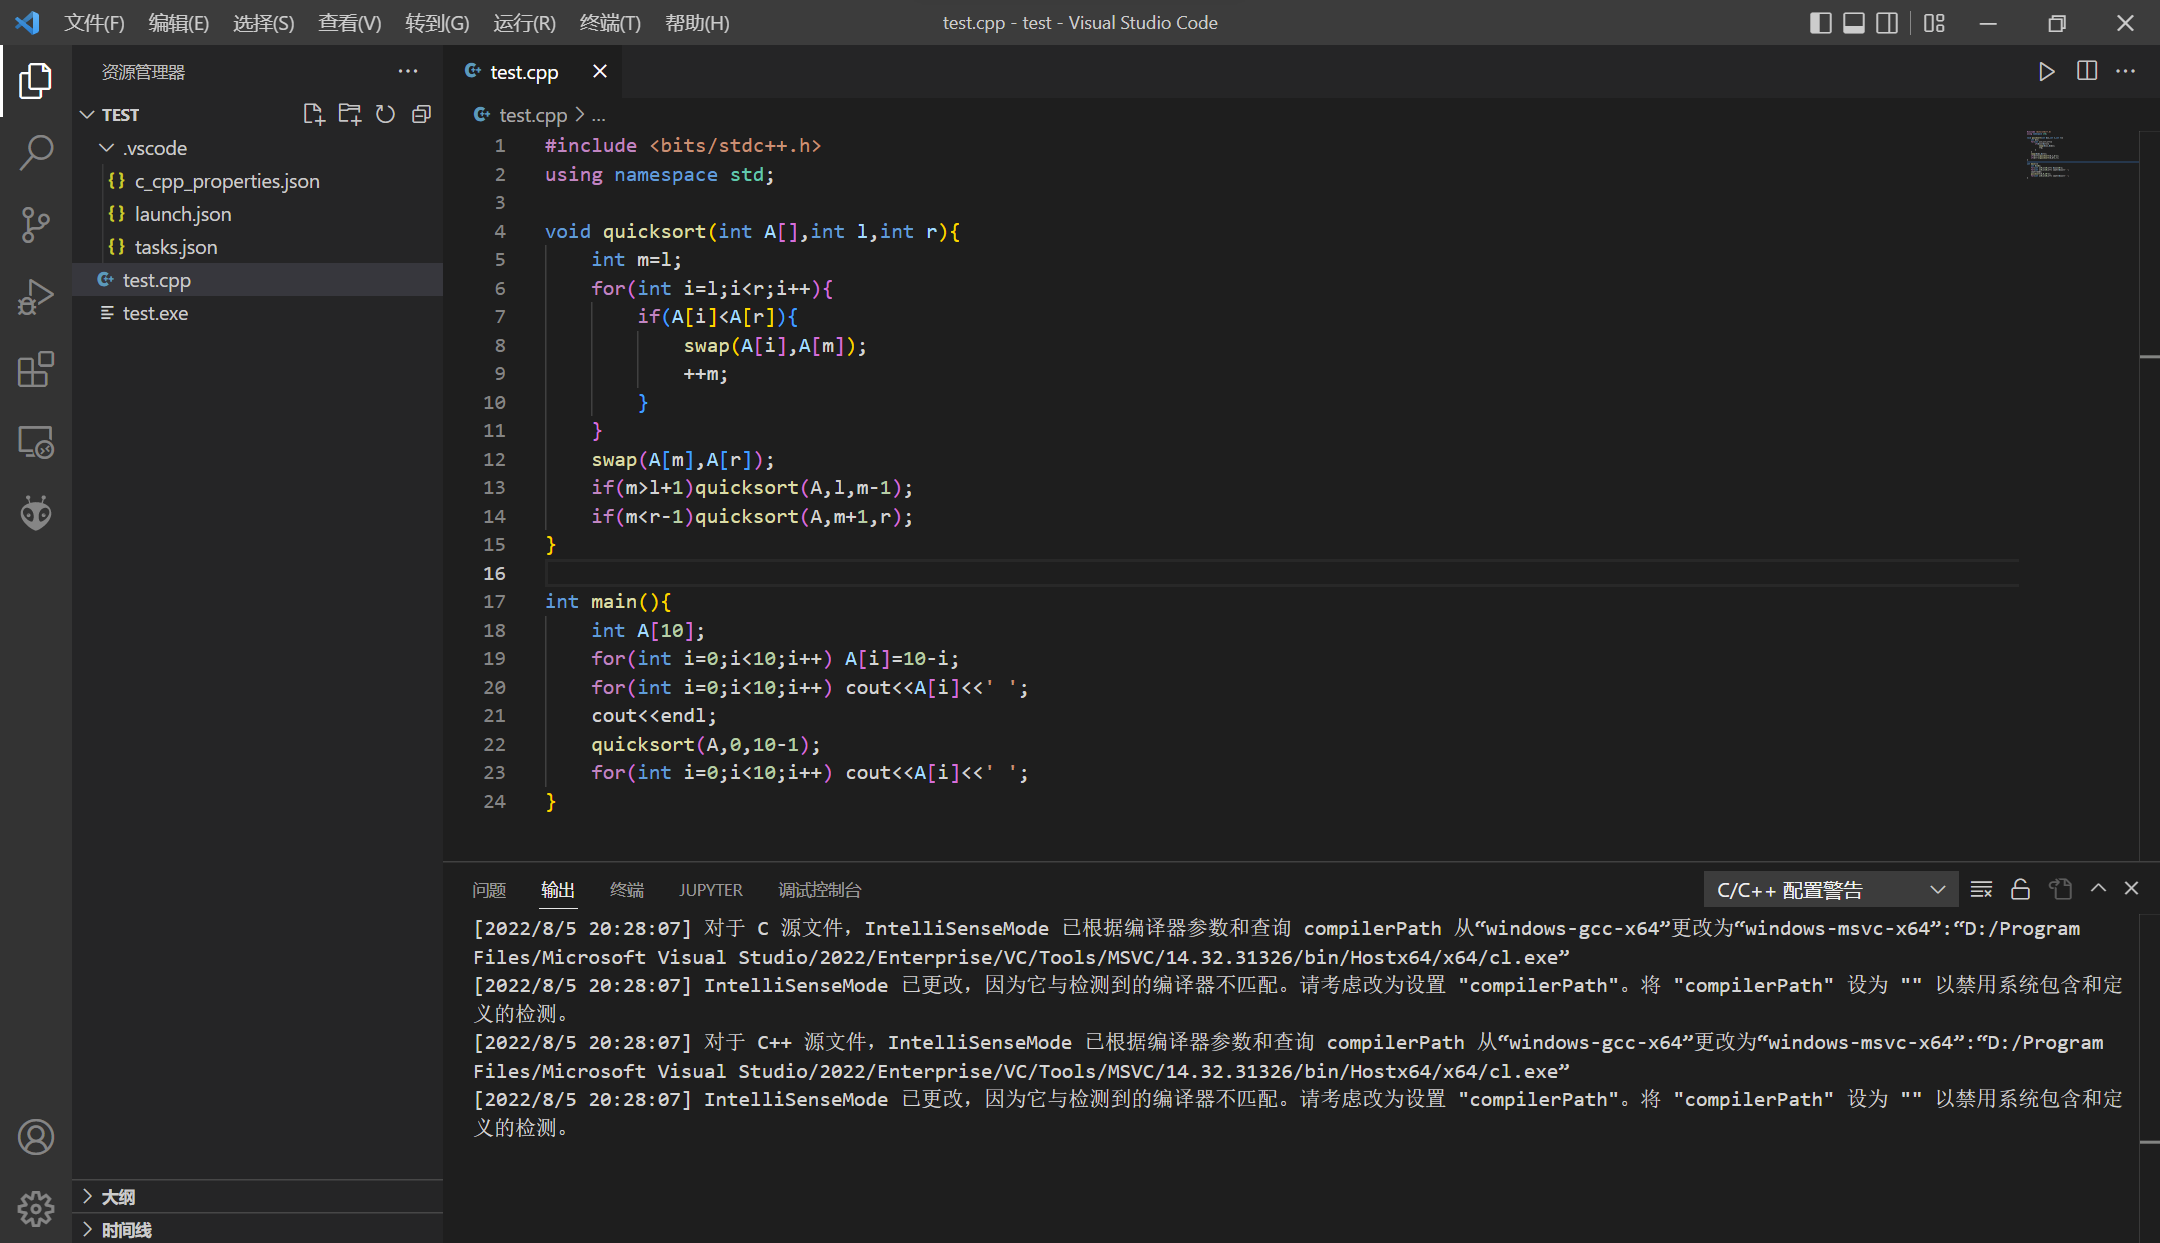 文件(F) 编辑(E) 选择(S) 查看(V) 转到(G) 运行(R) 终端(T) 帮助(H) test.cpp - test - Visual Studio Code
资源管理器
TEST
.vscode
{} c_cpp_properties.json
{} launch.json
{} tasks.json
test.cpp
test.exe
大纲
时间线
test.cpp
test.cpp > ...
1 #include <bits/stdc++.h>
2 using namespace std;
3
4 void quicksort(int A[],int l,int r){
5 int m=l;
6 for(int i=l;i<r;i++){
7 if(A[i]<A[r]){
8 swap(A[i],A[m]);
9 ++m;
10 }
11 }
12 swap(A[m],A[r]);
13 if(m>l+1)quicksort(A,l,m-1);
14 if(m<r-1)quicksort(A,m+1,r);
15 }
16
17 int main(){
18 int A[10];
19 for(int i=0;i<10;i++) A[i]=10-i;
20 for(int i=0;i<10;i++) cout<<A[i]<<' ';
21 cout<<endl;
22 quicksort(A,0,10-1);
23 for(int i=0;i<10;i++) cout<<A[i]<<' ';
24 }
问题 输出 终端 JUPYTER 调试控制台 C/C++ 配置警告
[2022/8/5 20:28:07] 对于 C 源文件，IntelliSenseMode 已根据编译器参数和查询 compilerPath 从“windows-gcc-x64”更改为“windows-msvc-x64”:“D:/Program
Files/Microsoft Visual Studio/2022/Enterprise/VC/Tools/MSVC/14.32.31326/bin/Hostx64/x64/cl.exe”
[2022/8/5 20:28:07] IntelliSenseMode 已更改，因为它与检测到的编译器不匹配。请考虑改为设置 "compilerPath"。将 "compilerPath" 设为 "" 以禁用系统包含和定
义的检测。
[2022/8/5 20:28:07] 对于 C++ 源文件，IntelliSenseMode 已根据编译器参数和查询 compilerPath 从“windows-gcc-x64”更改为“windows-msvc-x64”:“D:/Program
Files/Microsoft Visual Studio/2022/Enterprise/VC/Tools/MSVC/14.32.31326/bin/Hostx64/x64/cl.exe”
[2022/8/5 20:28:07] IntelliSenseMode 已更改，因为它与检测到的编译器不匹配。请考虑改为设置 "compilerPath"。将 "compilerPath" 设为 "" 以禁用系统包含和定
义的检测。